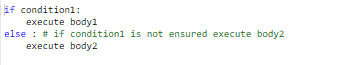 if condition1:
    execute body1
else : # if condition1 is not ensured execute body2
    execute body2